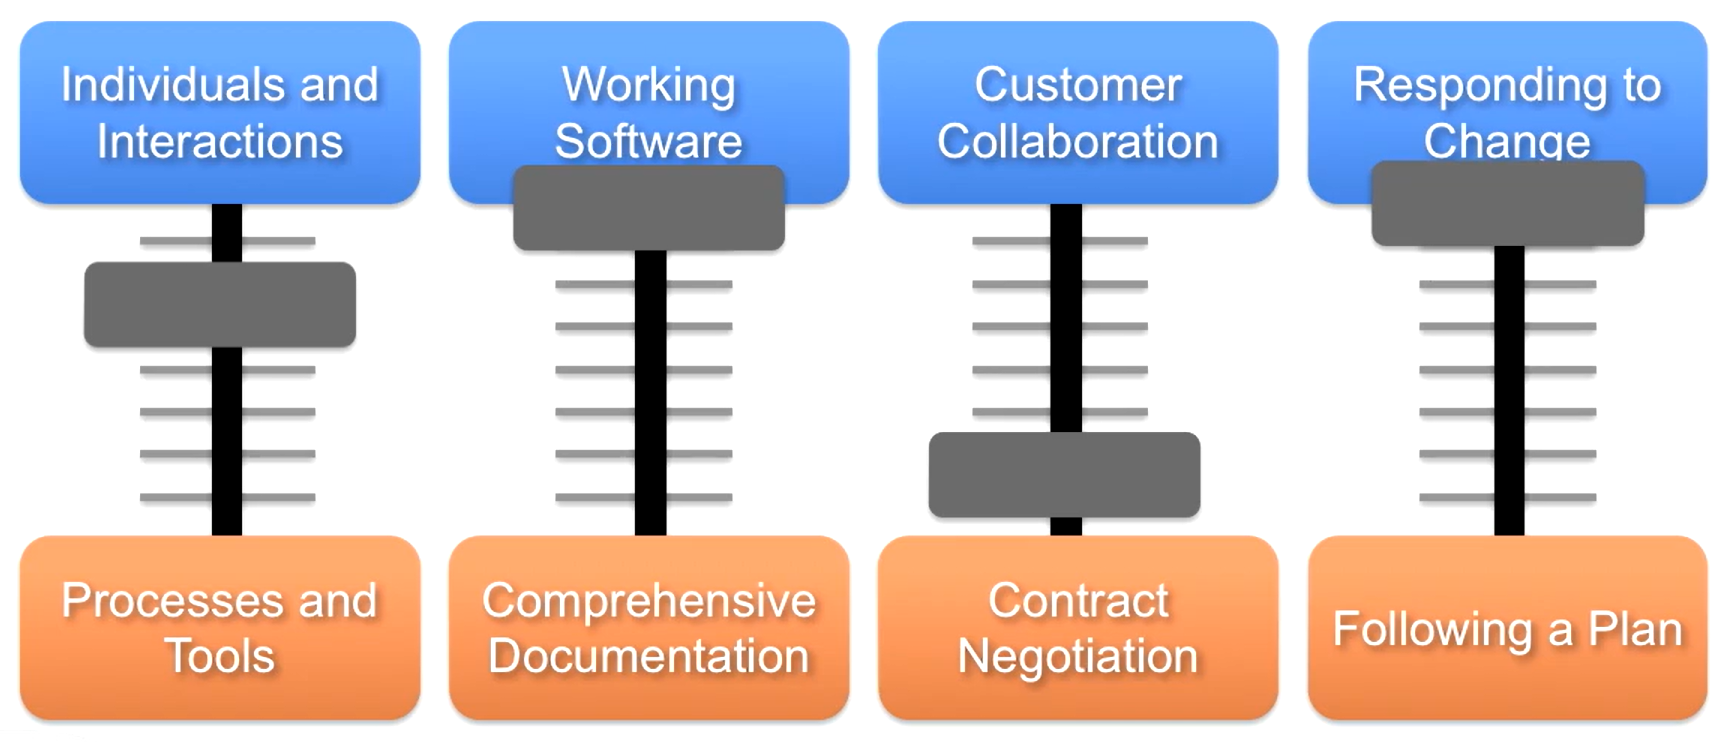 Individuals and
Interactions
Working
Software
Customer
Collaboration
Responding to
Change
Processes and
Tools
Comprehensive
Documentation
Contract
Negotiation
Following a Plan